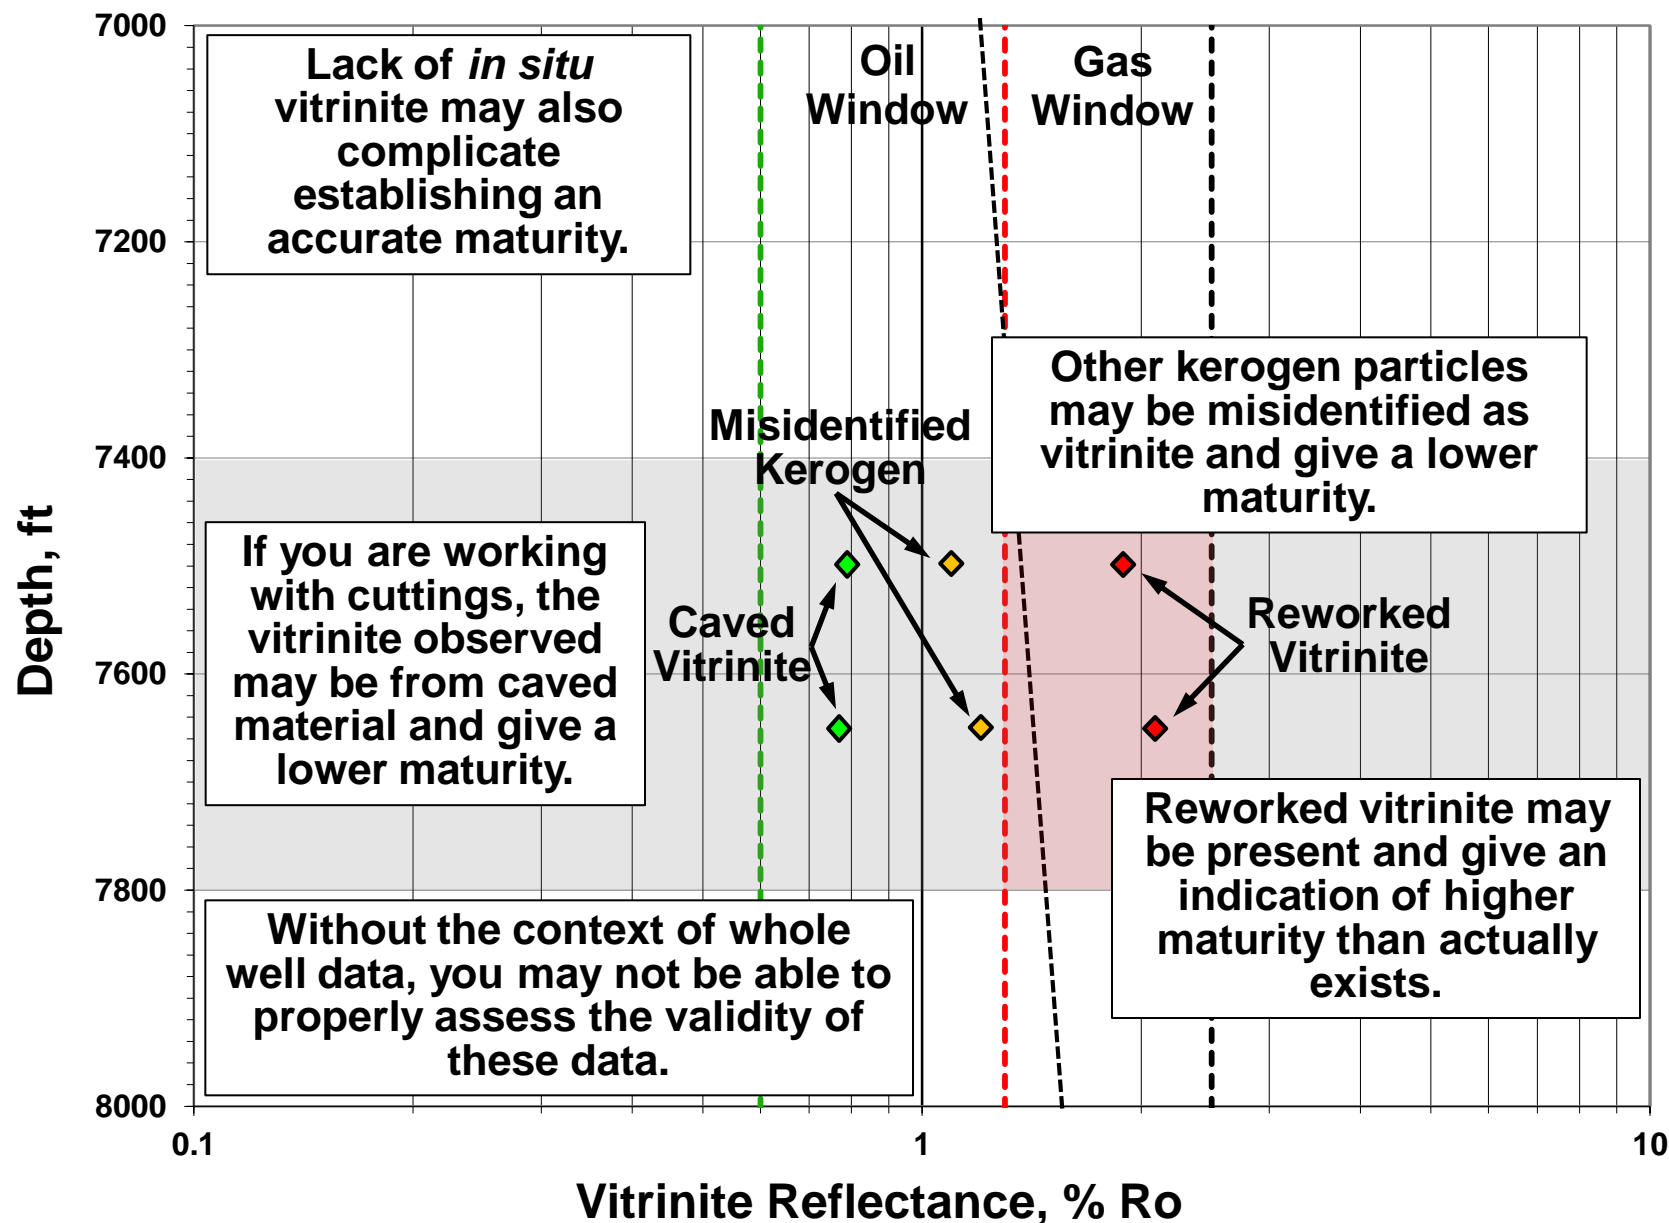 7000
7200
7400
7600
7800
8000
Depth, ft
Lack of in situ
vitrinite may also
complicate
establishing an
accurate maturity.
Oil
Window
Gas
Window
Other kerogen particles
may be misidentified as
vitrinite and give a lower
maturity.
Misidentified
Kerogen
If you are working
with cuttings, the
vitrinite observed
may be from caved
material and give a
lower maturity.
Caved
Vitrinite
Reworked
Vitrinite
Reworked vitrinite may
be present and give an
indication of higher
maturity than actually
exists.
Without the context of whole
well data, you may not be able to
properly assess the validity of
these data.
0.1
1
10
Vitrinite Reflectance, % Ro